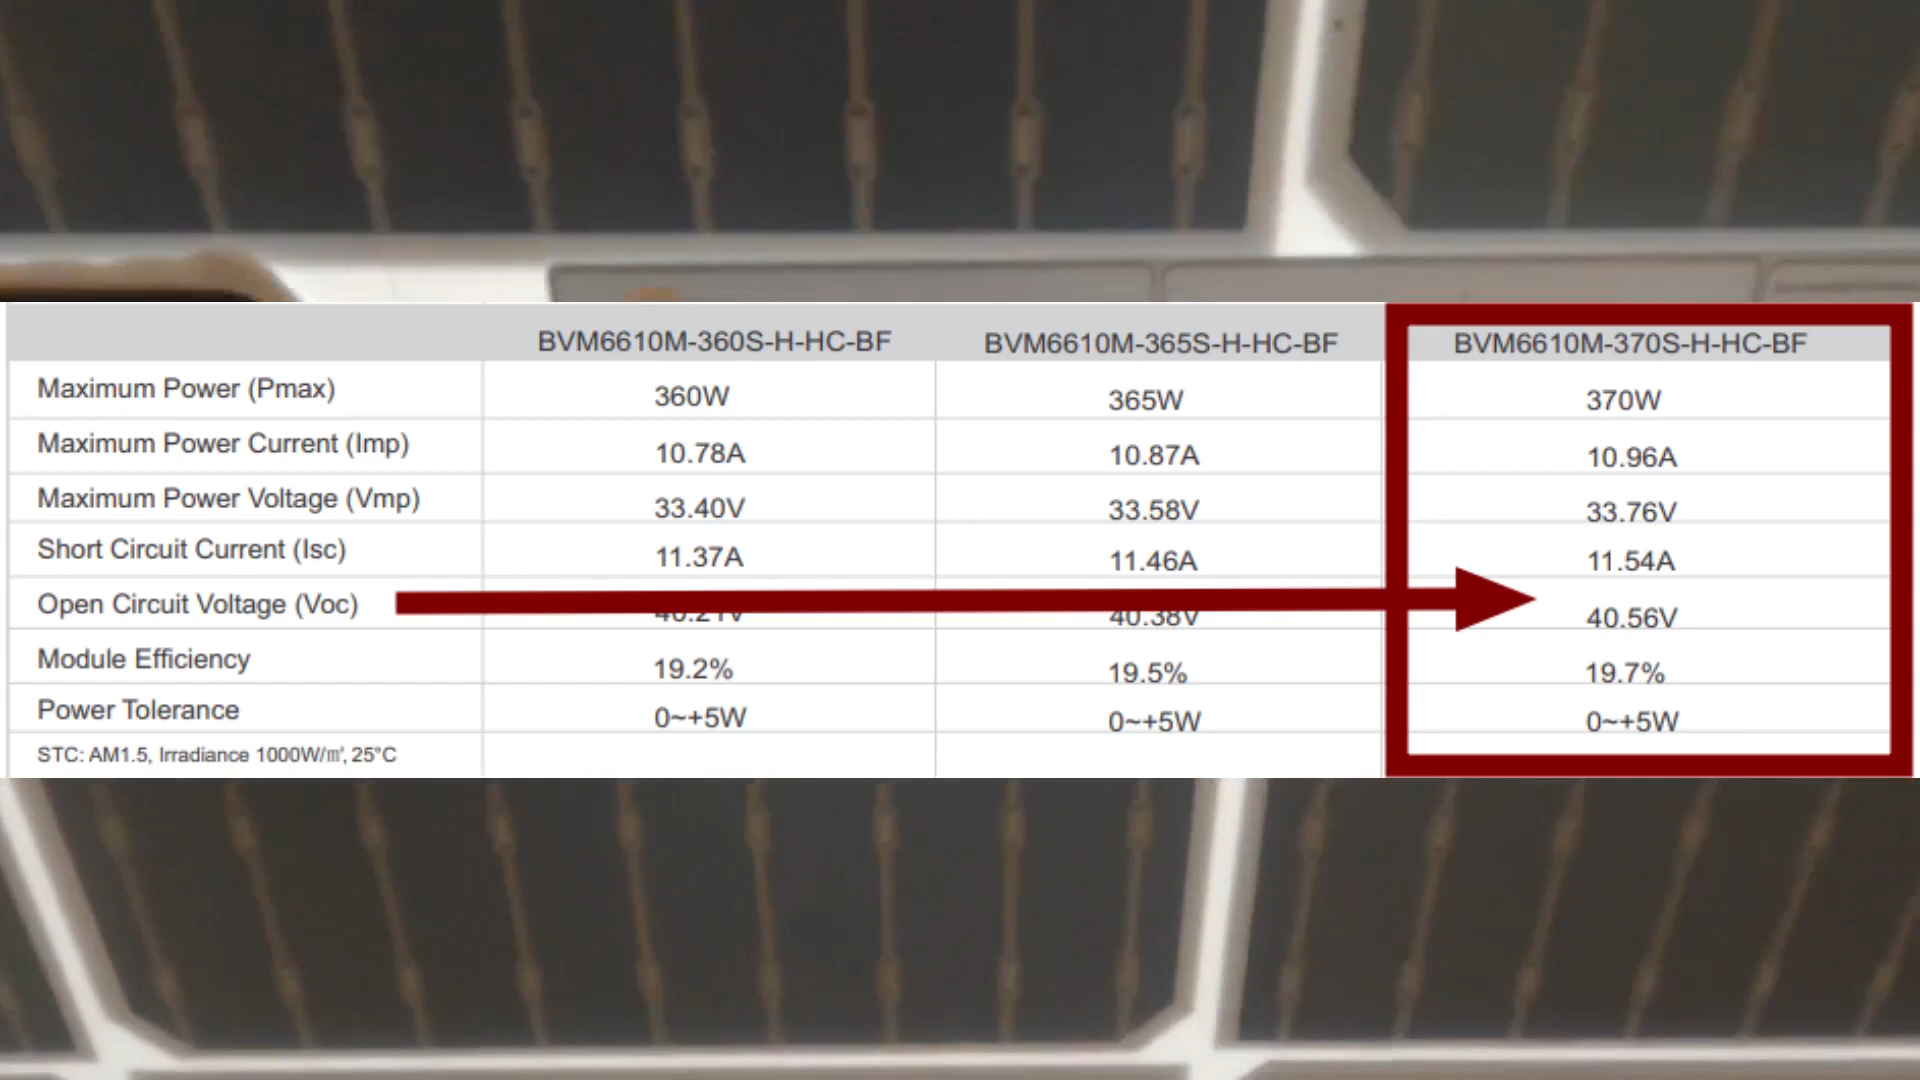 BVM6610M-360S-H-HC-BF BVM6610M-365S-H-HC-BF BVM6610M-370S-H-HC-BF
Maximum Power (Pmax) 360W 365W 370W
Maximum Power Current (Imp) 10.78A 10.87A 10.96A
Maximum Power Voltage (Vmp) 33.40V 33.58V 33.76V
Short Circuit Current (Isc) 11.37A 11.46A 11.54A
Open Circuit Voltage (Voc) 40.21V 40.38V 40.56V
Module Efficiency 19.2% 19.5% 19.7%
Power Tolerance 0~+5W 0~+5W 0~+5W
STC: AM1.5, Irradiance 1000W/㎡, 25°C